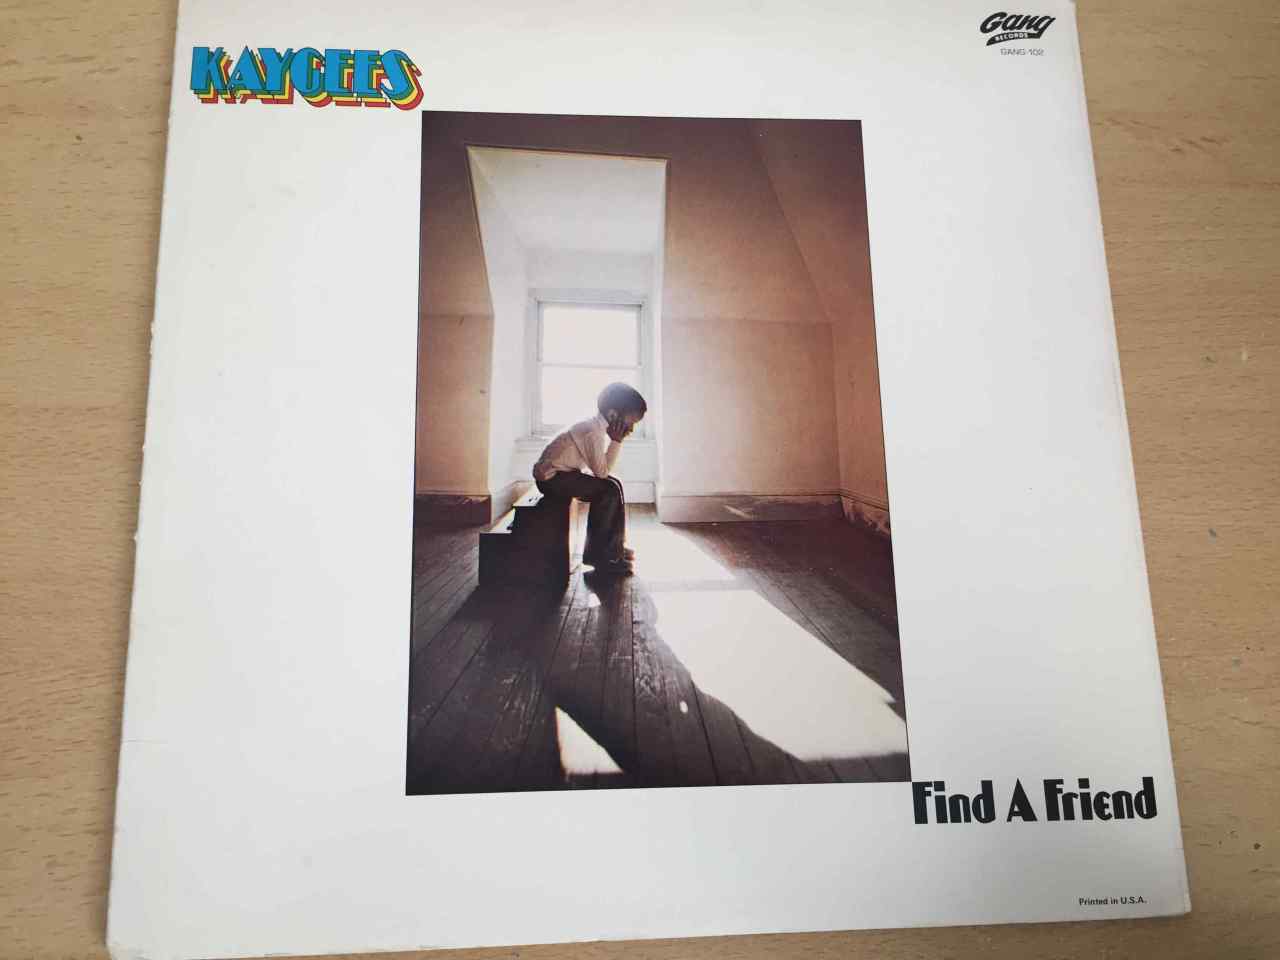 KAYGEES
Gang
RECORDS
GANG 102
Find A Friend
Printed in U.S.A.